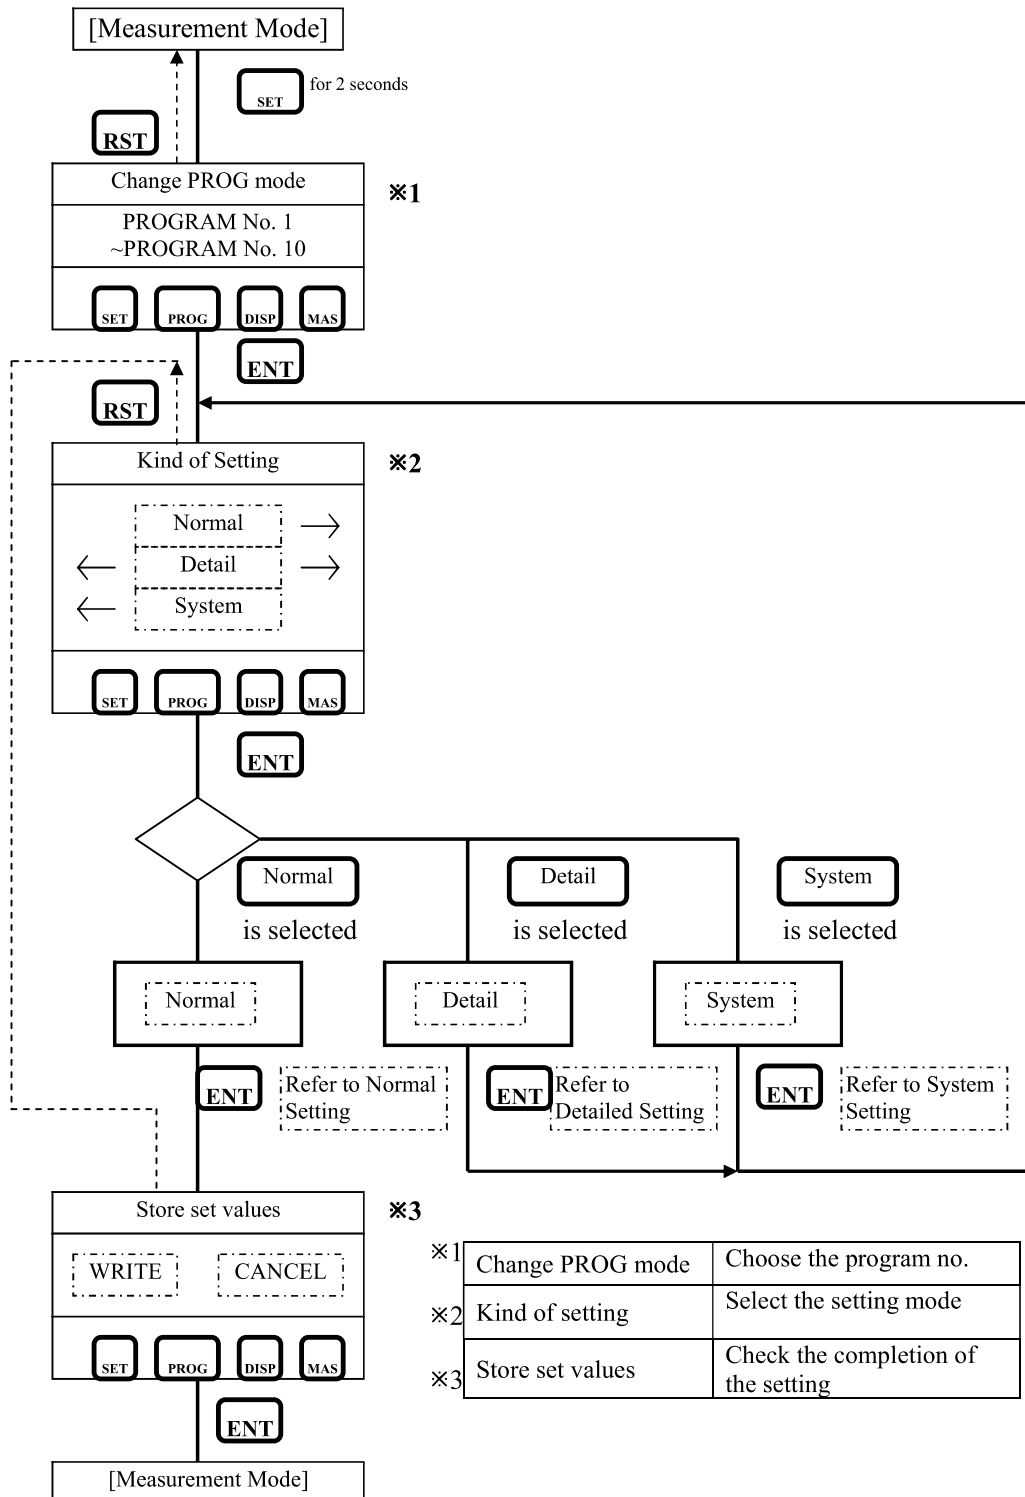 [Measurement Mode]
SET for 2 seconds
RST
Change PROG mode ※1
PROGRAM No. 1
~PROGRAM No. 10
SET PROG DISP MAS
ENT
RST
Kind of Setting ※2
Normal →
← Detail →
← System
SET PROG DISP MAS
ENT
Normal is selected
Detail is selected
System is selected
Normal Detail System
ENT Refer to Normal
Setting
ENT Refer to
Detailed Setting
ENT Refer to System
Setting
Store set values ※3
WRITE CANCEL
SET PROG DISP MAS
ENT
[Measurement Mode]
※1 Change PROG mode Choose the program no.
※2 Kind of setting Select the setting mode
※3 Store set values Check the completion of
the setting